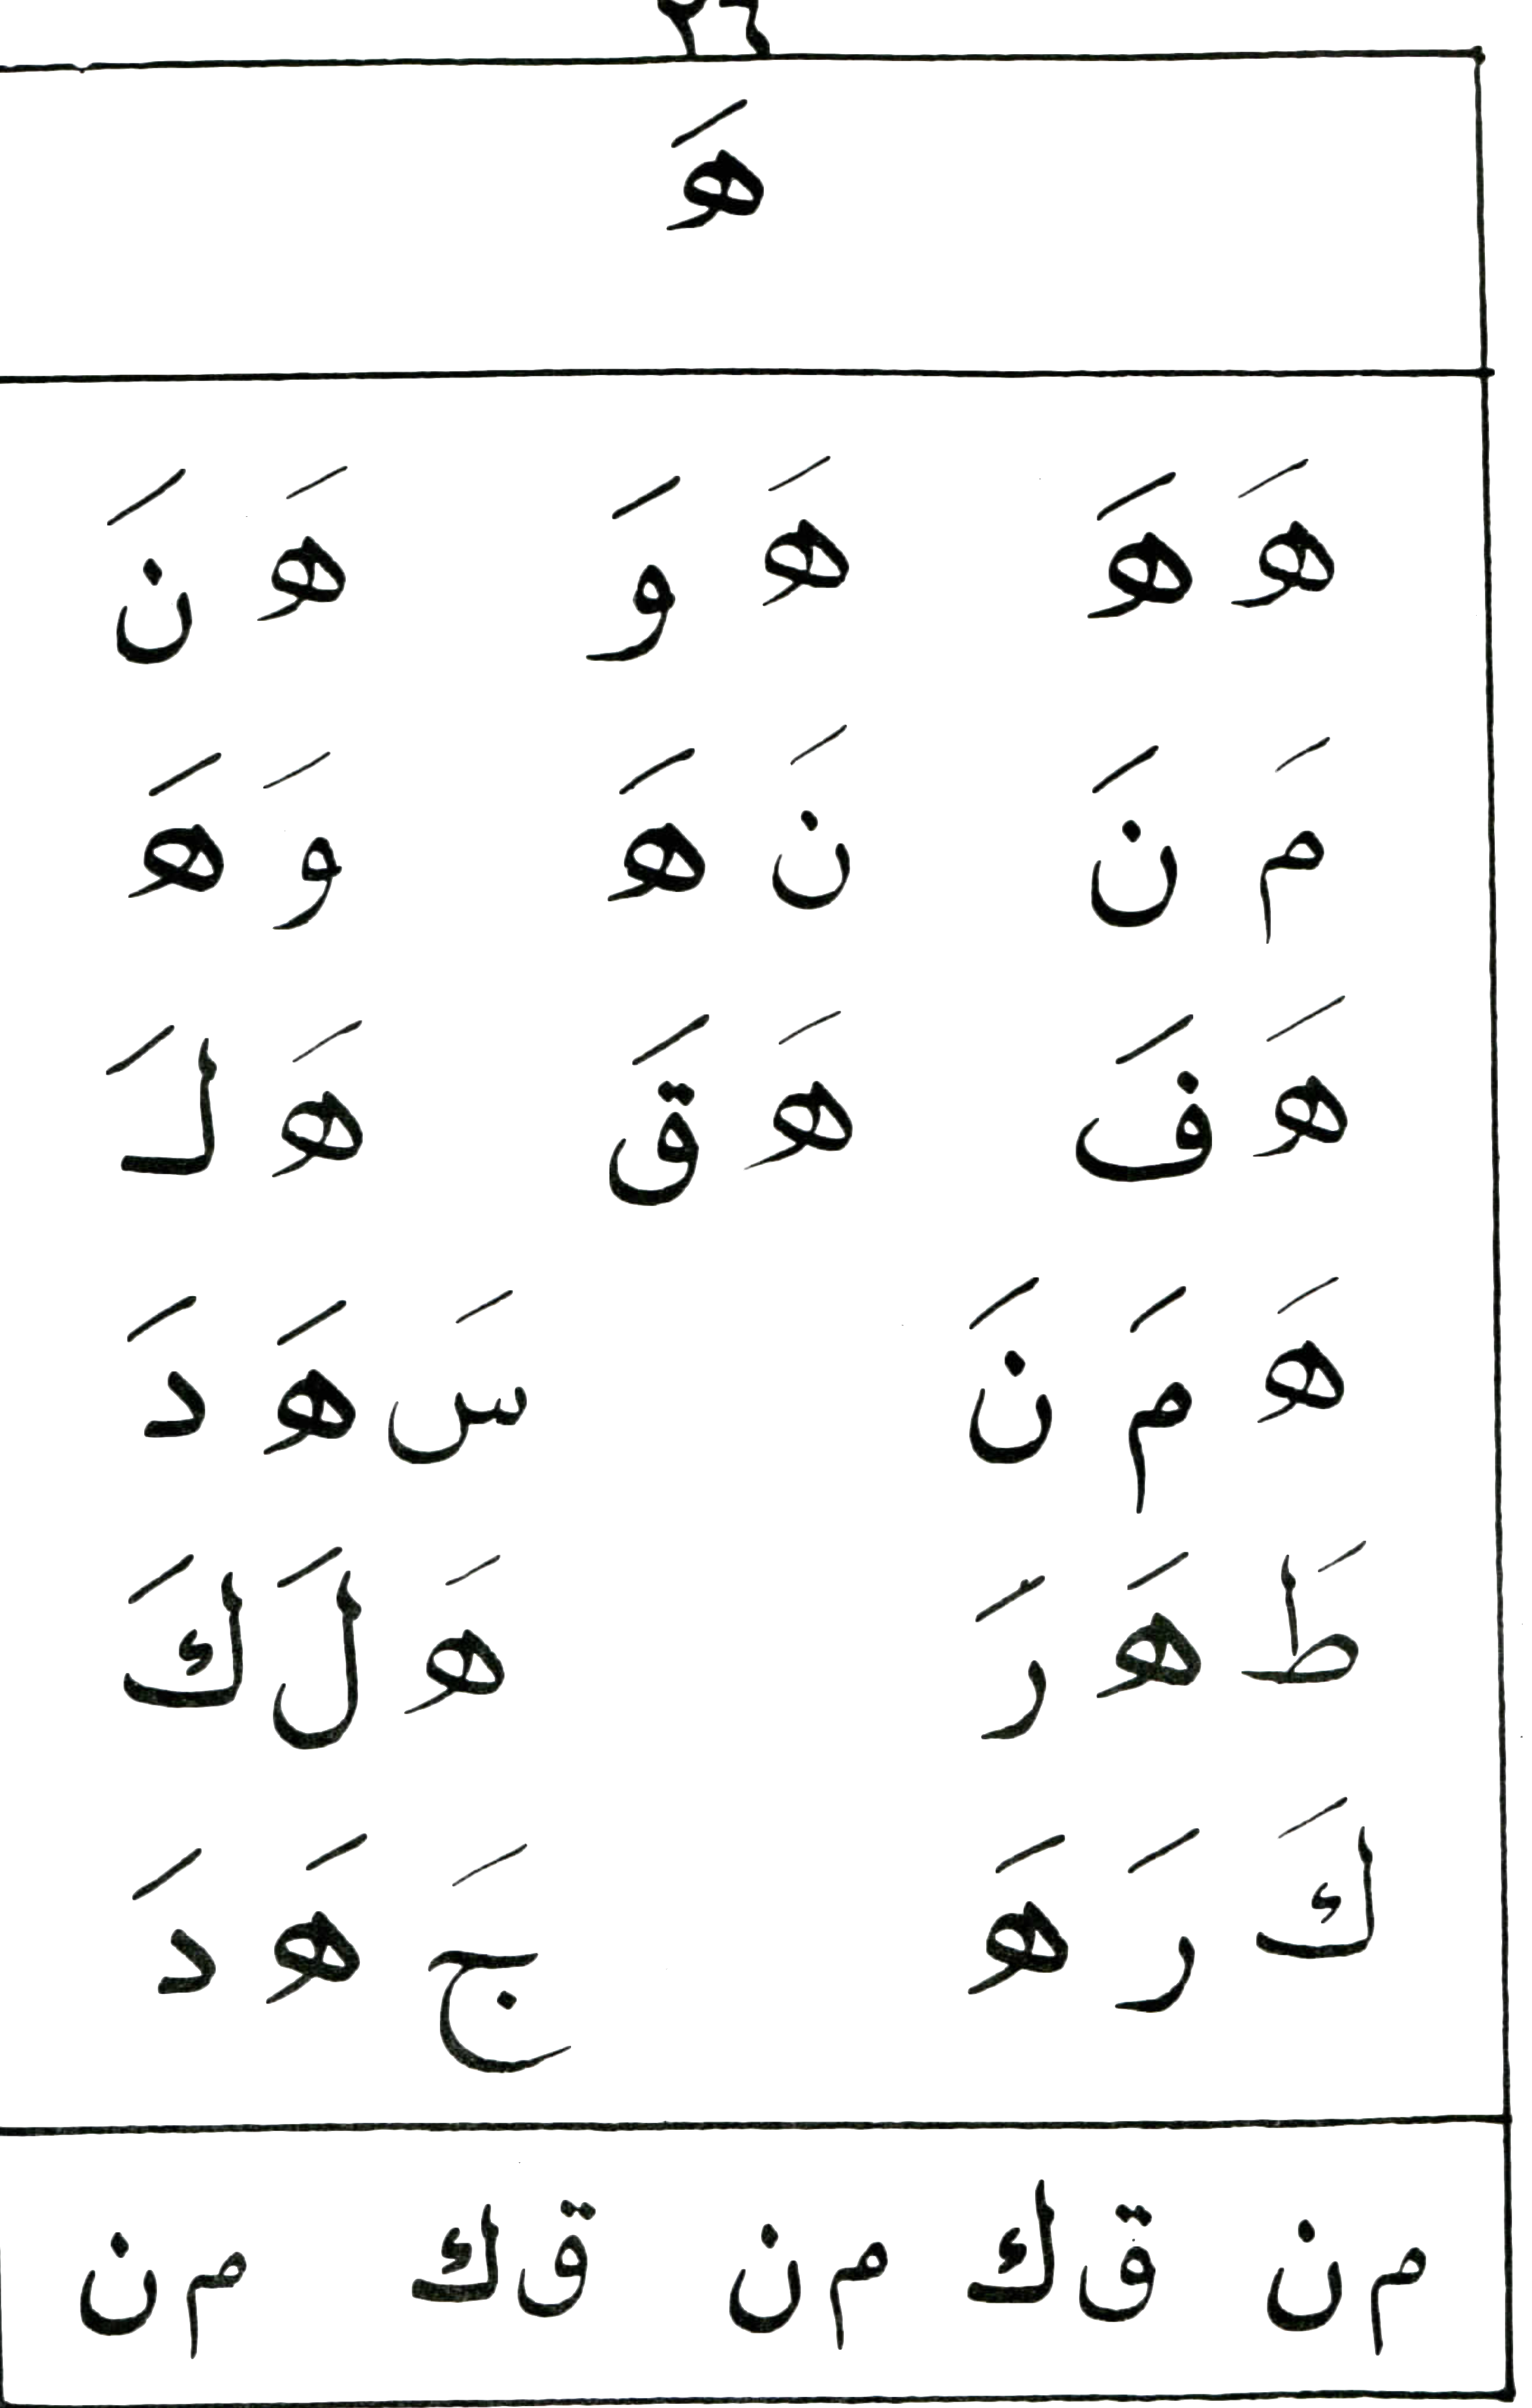 ٢٦
هَ
هَ هَ هَ وَ هَ نَ
مَ نَ نَ هَ وَ هَ
هَ فَ هَ قَ هَ لَـ
هَ مَ نَ سَ هَ دَ
طَ هَ رَ هَ لَ كَ
كَ رَ هَ جَ هَ دَ
م ن ق ك م ن ق ك م ن